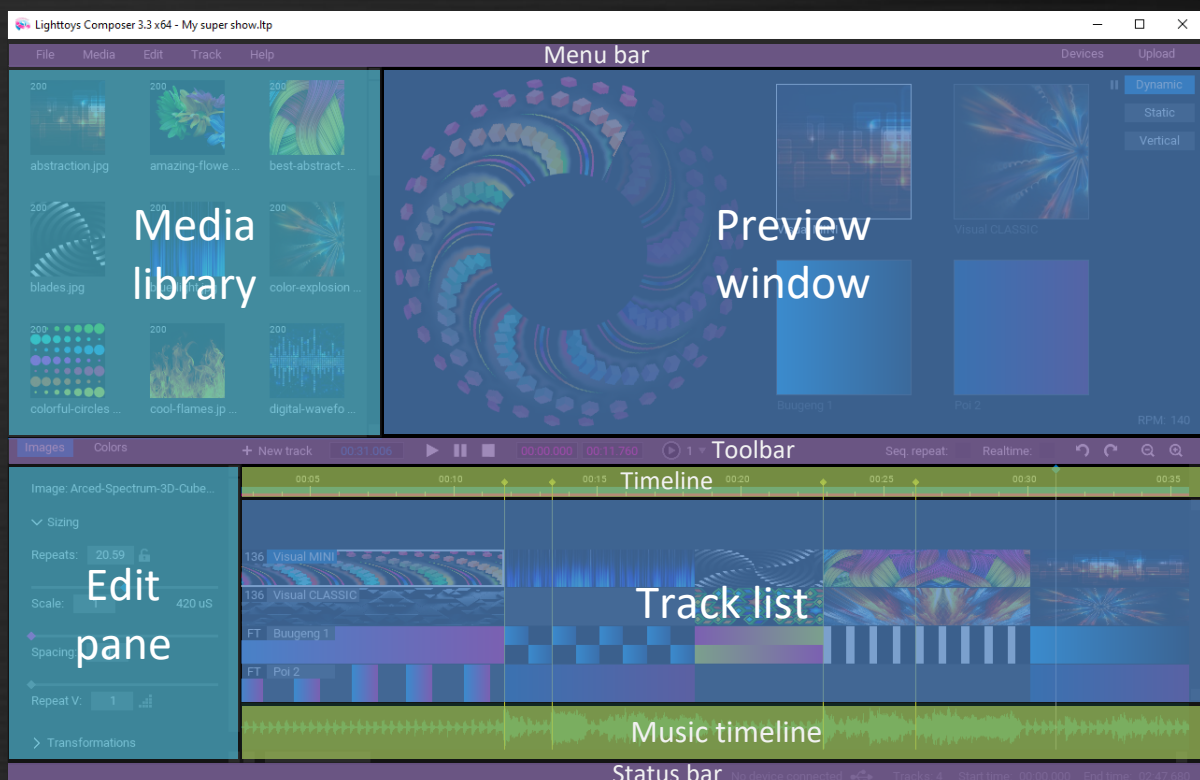 Lighttoys Composer 3.3 x64 - My super show.ltp
File Media Edit Track Help Menu bar Devices Upload
200 200 200
abstraction.jpg amazing-flowe ... best-abstract- ...
200 200 200
blades.jpg color-explosion ...
200 200 200
colorful-circles ... cool-flames.jp ... digital-wavefo ...
Media
library
Preview
window
Visual CLASSIC
Buugeng 1 Poi 2
Dynamic
Static
Vertical
RPM: 140
Images Colors + New track 00:31:006 00:00.000 00:11.760 1 Toolbar Seq. repeat: Realtime:
00:05 00:10 00:15 Timeline 00:20 00:25 00:30 00:35
Image: Arced-Spectrum-3D-Cube...
Sizing
Repeats: 20.59
Scale: 1 420 uS
Spacing
Repeat V: 1
Transformations
Edit
pane
136 Visual MINI
136 Visual CLASSIC
FT Buugeng 1
FT Poi 2
Track list
Music timeline
Status bar No device connected Tracks: 4